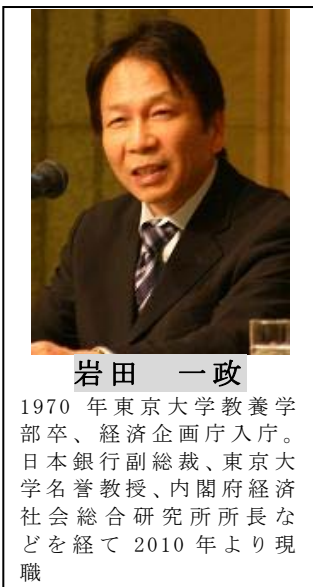 岩田　一政
1970 年東京大学教養学
部卒、経済企画庁入庁。
日本銀行副総裁、東京大
学名誉教授、内閣府経済
社会総合研究所所長な
どを経て 2010 年より現
職